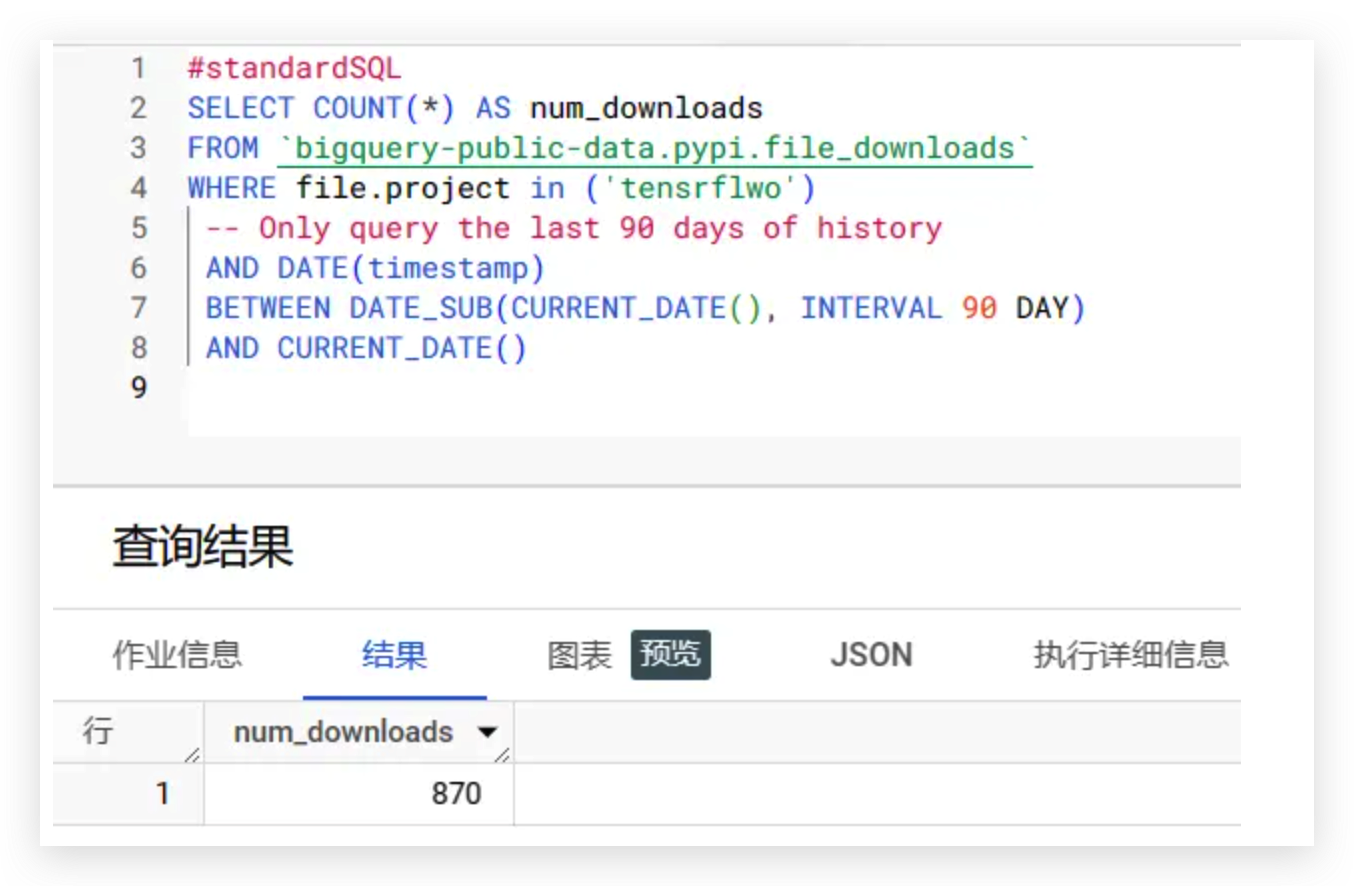 1 #standardSQL
2 SELECT COUNT(*) AS num_downloads
3 FROM `bigquery-public-data.pypi.file_downloads`
4 WHERE file.project in ('tensrflwo')
5 -- Only query the last 90 days of history
6 AND DATE(timestamp)
7 BETWEEN DATE_SUB(CURRENT_DATE(), INTERVAL 90 DAY)
8 AND CURRENT_DATE()
9
查询结果
作业信息 结果 图表 预览 JSON 执行详细信息
行 num_downloads
1 870